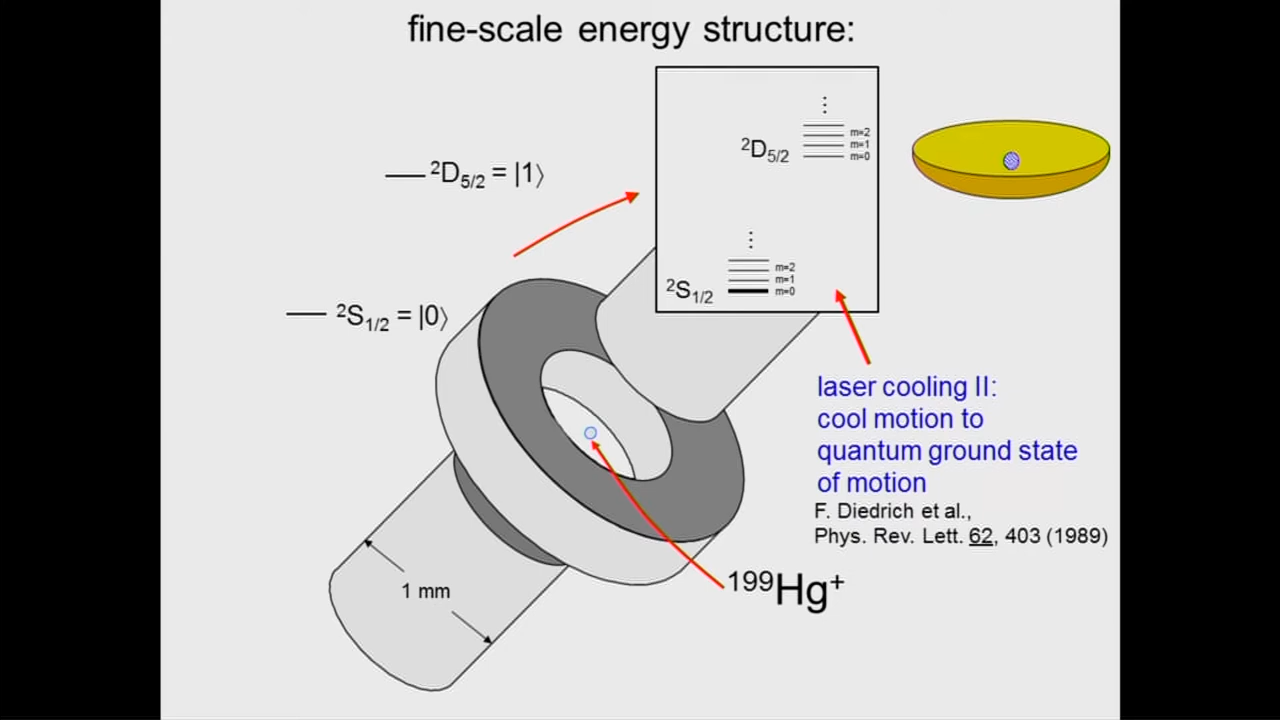 fine-scale energy structure:
²D₅/₂ = |1⟩
²S₁/₂ = |0⟩
⋮
²D₅/₂
m=2
m=1
m=0
⋮
²S₁/₂
m=2
m=1
m=0
laser cooling II:
cool motion to
quantum ground state
of motion
F. Diedrich et al.,
Phys. Rev. Lett. 62, 403 (1989)
¹⁹⁹Hg⁺
1 mm